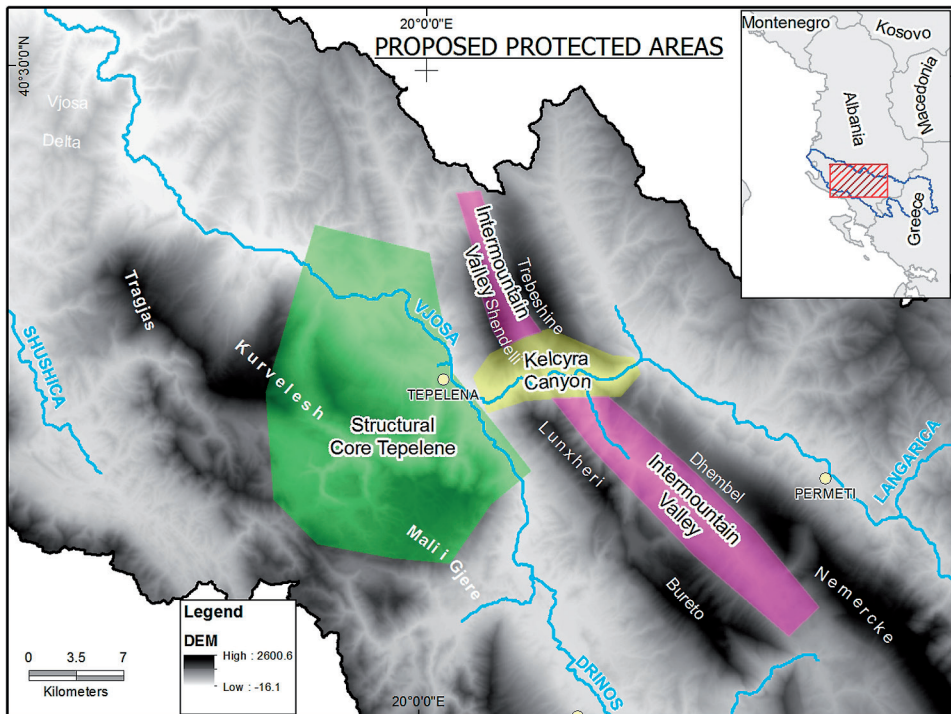 20°0'0"E
PROPOSED PROTECTED AREAS
40°30'0"N
Montenegro
Kosovo
Albania
Macedonia
Greece
Vjosa
Delta
Intermountain
Valley
Trebeshine
Shendelli
Tragjas
VJOSA
SHUSHICA
Kurvelesh
Kelcyra
Canyon
TEPELENA
Structural
Core Tepelene
Lunxheri
Dhembel
Intermountain
Valley
PERMETI
LANGARICA
Mali i Gjere
Bureto
Nemercke
DRINOS
Legend
DEM
High : 2600.6
Low : -16.1
0 3.5 7
Kilometers
20°0'0"E